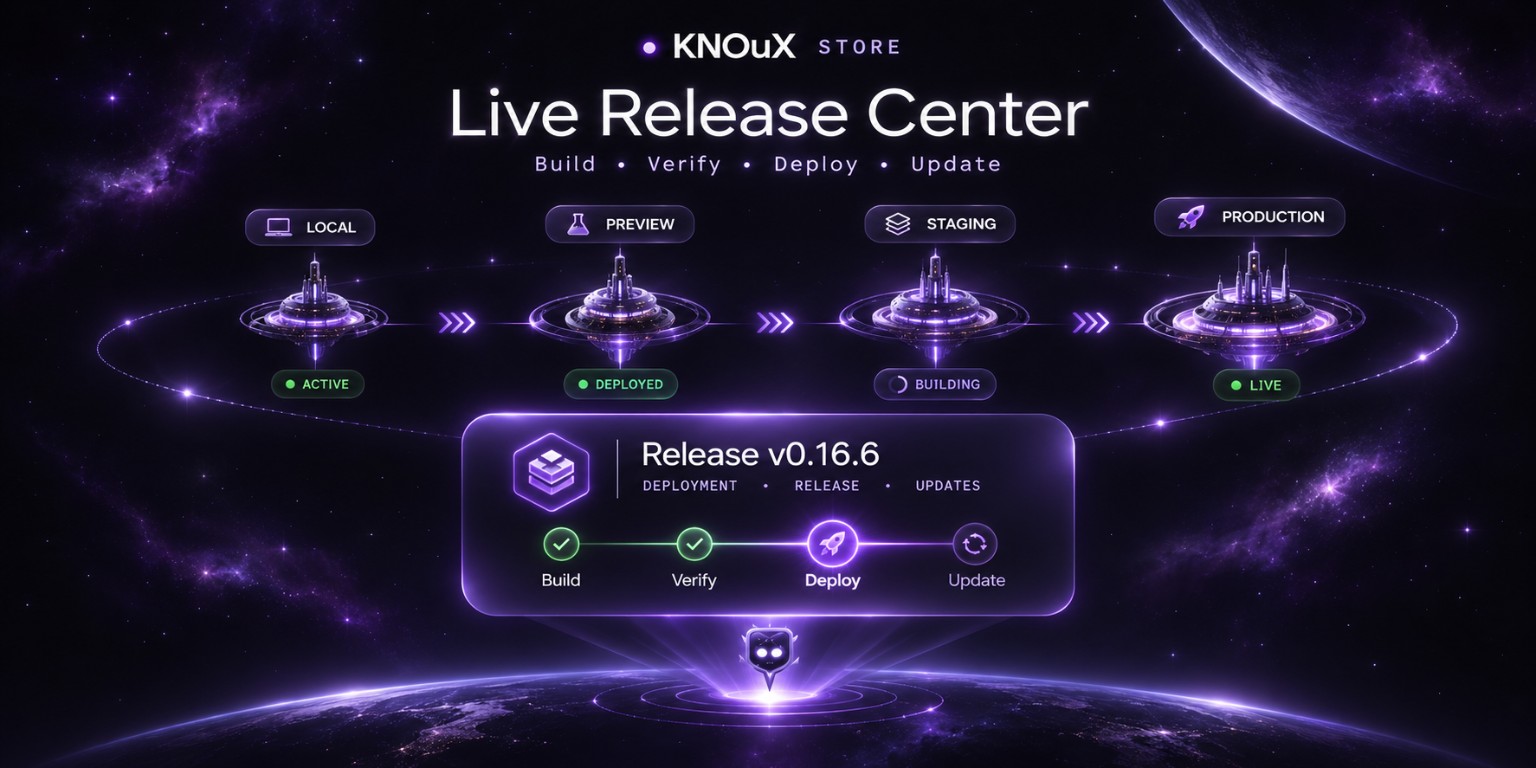 KNOuX STORE
Live Release Center
Build • Verify • Deploy • Update
LOCAL
PREVIEW
STAGING
PRODUCTION
ACTIVE
DEPLOYED
BUILDING
LIVE
Release v0.16.6
DEPLOYMENT • RELEASE • UPDATES
Build
Verify
Deploy
Update